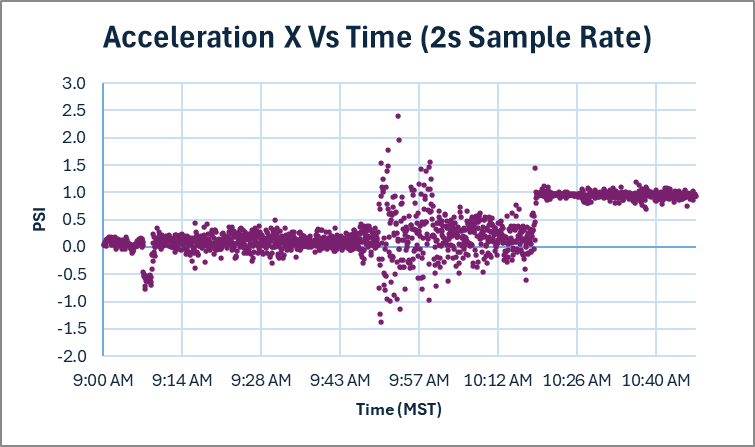 Acceleration X Vs Time (2s Sample Rate)
3.0
2.5
2.0
1.5
1.0
0.5
0.0
-0.5
-1.0
-1.5
-2.0
PSI
9:00 AM 9:14 AM 9:28 AM 9:43 AM 9:57 AM 10:12 AM 10:26 AM 10:40 AM
Time (MST)